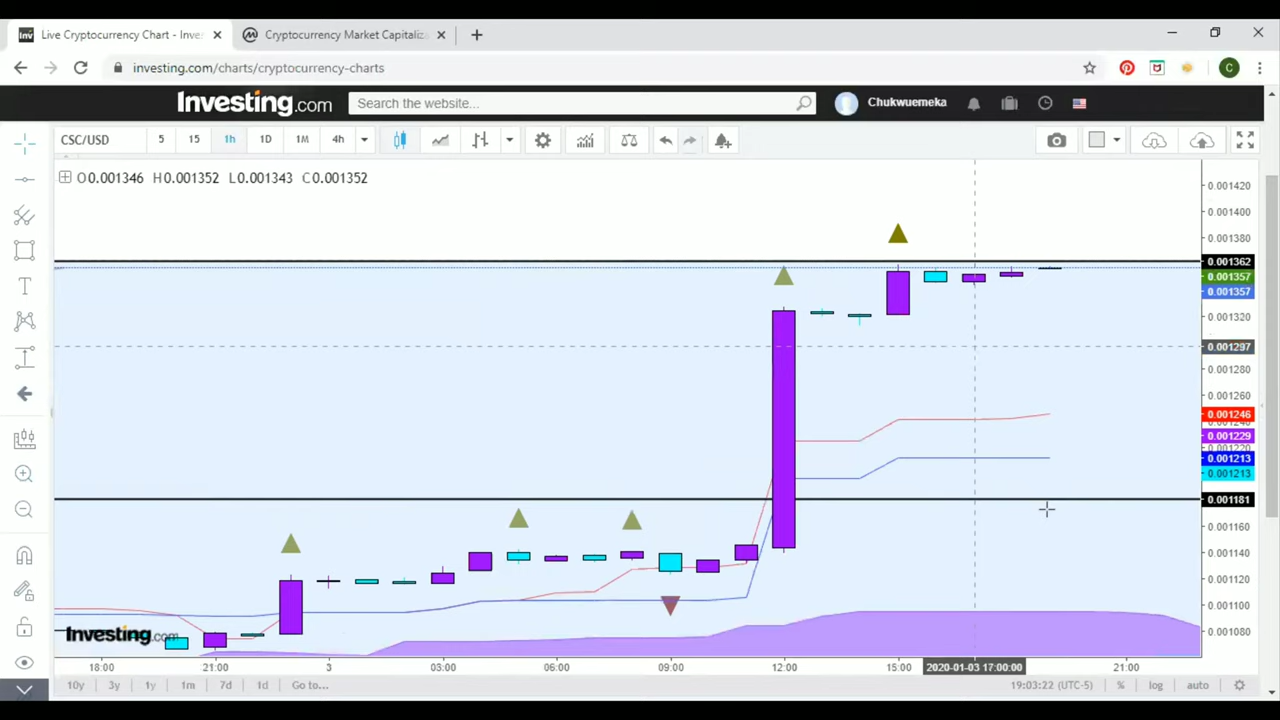 Live Cryptocurrency Chart - Inve
Cryptocurrency Market Capitaliza
investing.com/charts/cryptocurrency-charts
C
Investing.com
Search the website...
Chukwuemeka
CSC/USD 5 15 1h 1D 1M 4h
O0.001346 H0.001352 L0.001343 C0.001352
0.001420
0.001400
0.001380
0.001362
0.001357
0.001357
0.001320
0.001297
0.001280
0.001260
0.001246
0.001229
0.001213
0.001213
0.001181
0.001160
0.001140
0.001120
0.001100
0.001080
Investing.com
18:00 21:00 3 03:00 06:00 09:00 12:00 15:00 2020-01-03 17:00:00 21:00
10y 3y 1y 1m 7d 1d Go to... 19:03:22 (UTC-5) % log auto